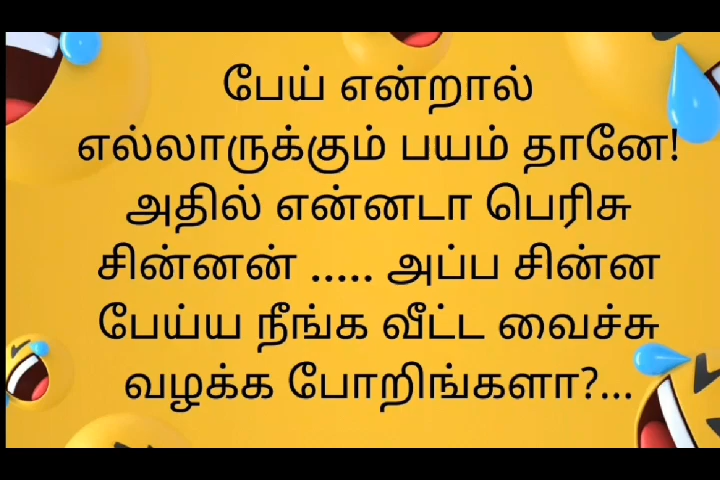 பேய் என்றால்
எல்லாருக்கும் பயம் தானே!
அதில் என்னடா பெரிசு
சின்னன் ..... அப்ப சின்ன
பேய்ய நீங்க வீட்ட வைச்சு
வழக்க போறிங்களா?...